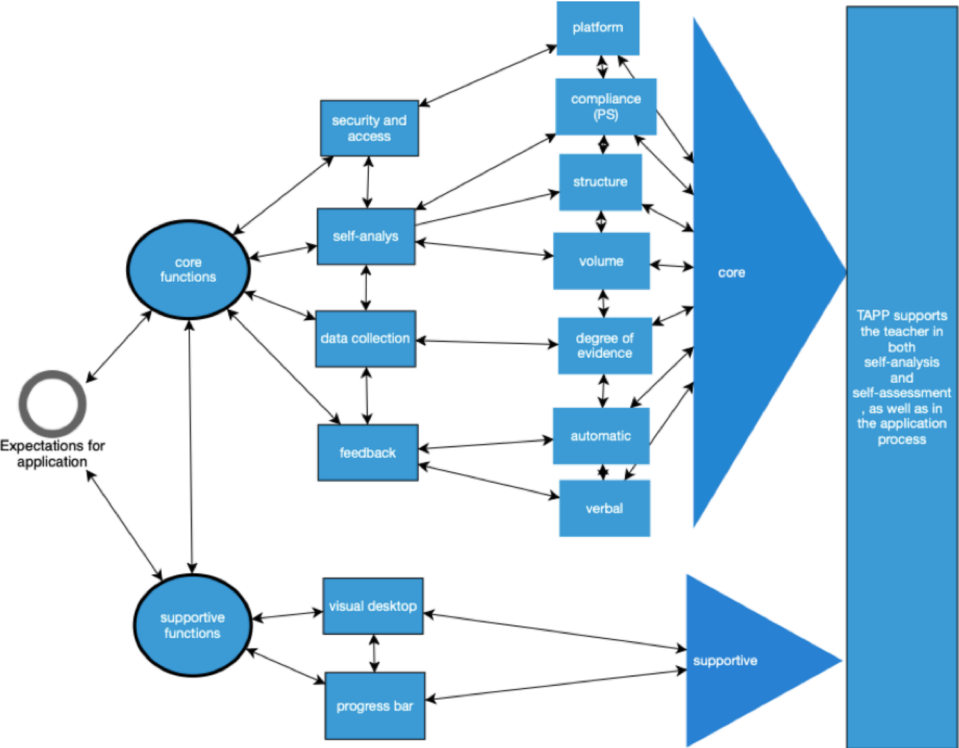 platform
compliance
(PS)
security and
access
structure
self-analys
volume
core
functions
core
data collection
degree of
evidence
TAPP supports
the teacher in
both
self-analysis
and
self-assessment
, as well as in
the application
process
Expectations for
application
feedback
automatic
verbal
visual desktop
supportive
functions
supportive
progress bar